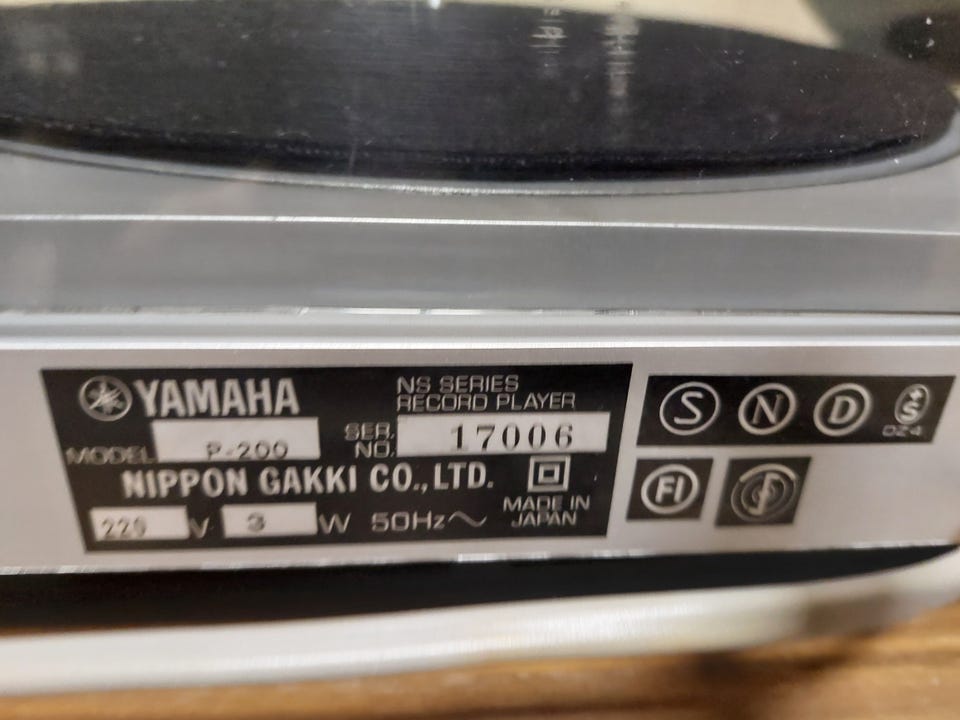 YAMAHA
NS SERIES
RECORD PLAYER
MODEL P-200
SER. NO. 17006
NIPPON GAKKI CO., LTD.
220 V 3 W 50Hz~
MADE IN
JAPAN
S N D +S
FI